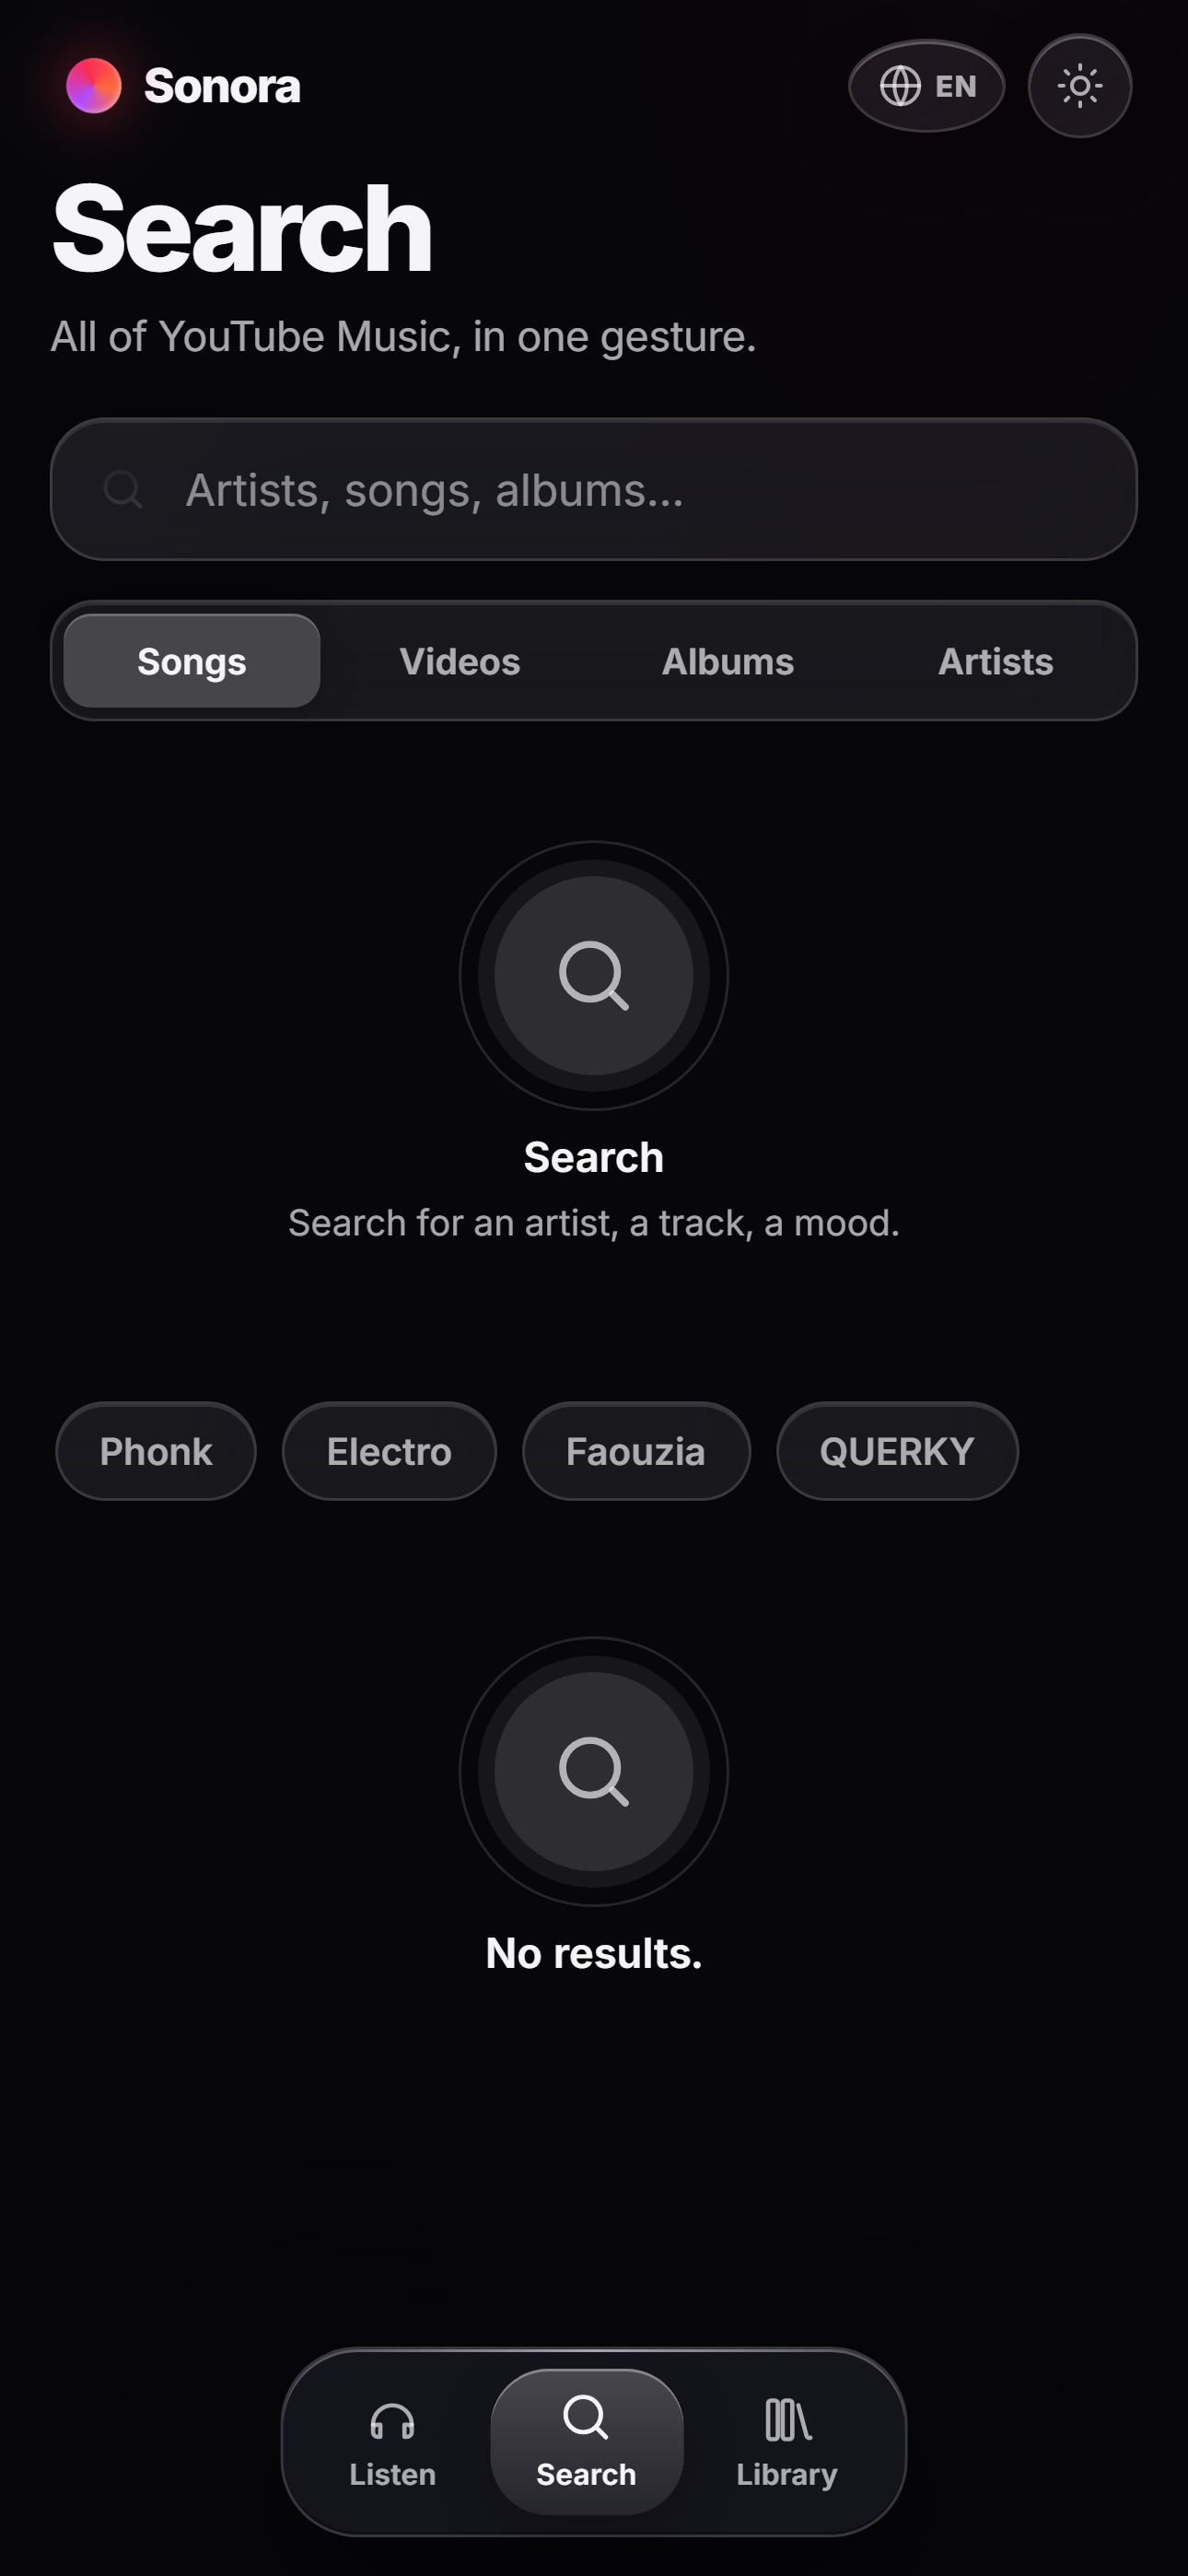 Sonora
EN
Search
All of YouTube Music, in one gesture.
Artists, songs, albums...
Songs Videos Albums Artists
Search
Search for an artist, a track, a mood.
Phonk Electro Faouzia QUERKY
No results.
Listen Search Library